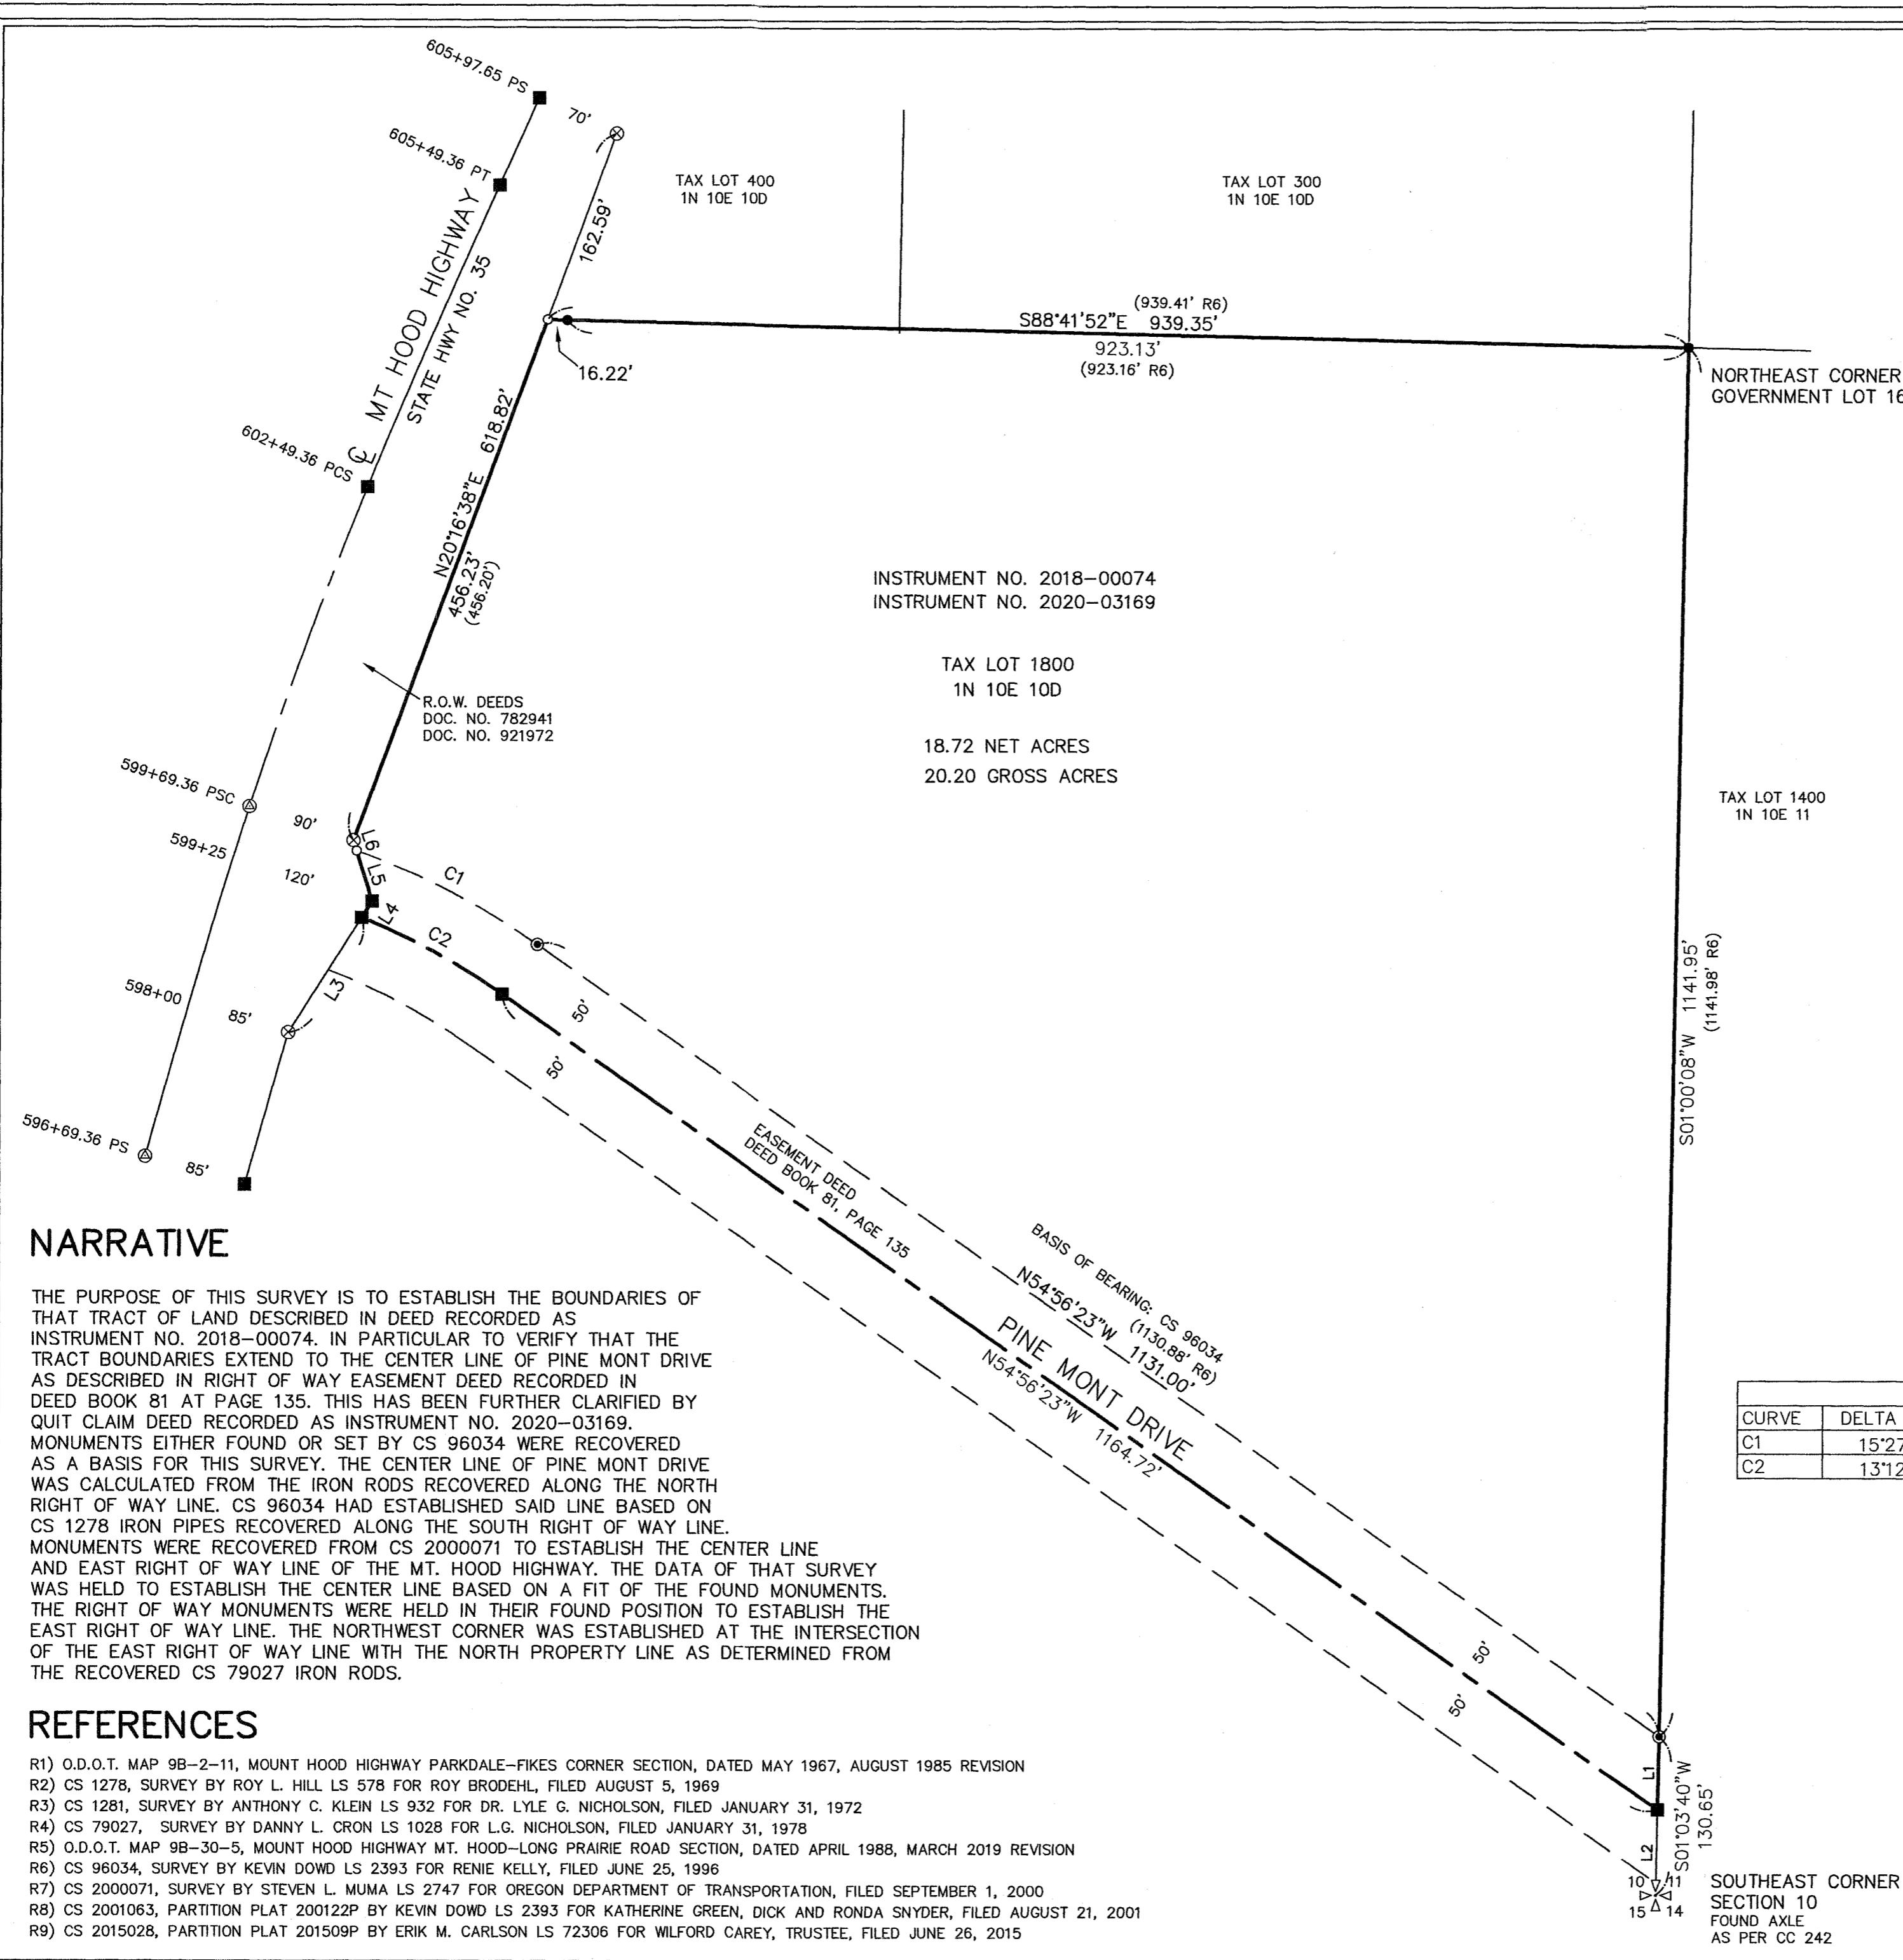 605+97.65 PS
70'
605+49.36 PT
162.59'
TAX LOT 400
1N 10E 10D
TAX LOT 300
1N 10E 10D
℄ MT HOOD HIGHWAY
STATE HWY NO. 35
(939.41' R6)
S88°41'52"E 939.35'
923.13'
(923.16' R6)
16.22'
NORTHEAST CORNER
GOVERNMENT LOT 16
602+49.36 PCS
N20°16'38"E 618.82'
456.23'
(456.20')
INSTRUMENT NO. 2018-00074
INSTRUMENT NO. 2020-03169
TAX LOT 1800
1N 10E 10D
18.72 NET ACRES
20.20 GROSS ACRES
R.O.W. DEEDS
DOC. NO. 782941
DOC. NO. 921972
TAX LOT 1400
1N 10E 11
599+69.36 PSC
90'
599+25
120'
L6
L5
L4
C1
C2
L3
598+00
85'
50'
50'
596+69.36 PS
85'
S01°00'08"W 1141.95'
(1141.98' R6)
EASEMENT DEED
DEED BOOK 81, PAGE 135
BASIS OF BEARING: CS 96034
(1130.88' R6)
N54°56'23"W 1131.00'
PINE MONT DRIVE
N54°56'23"W 1164.72'
NARRATIVE
THE PURPOSE OF THIS SURVEY IS TO ESTABLISH THE BOUNDARIES OF
THAT TRACT OF LAND DESCRIBED IN DEED RECORDED AS
INSTRUMENT NO. 2018-00074. IN PARTICULAR TO VERIFY THAT THE
TRACT BOUNDARIES EXTEND TO THE CENTER LINE OF PINE MONT DRIVE
AS DESCRIBED IN RIGHT OF WAY EASEMENT DEED RECORDED IN
DEED BOOK 81 AT PAGE 135. THIS HAS BEEN FURTHER CLARIFIED BY
QUIT CLAIM DEED RECORDED AS INSTRUMENT NO. 2020-03169.
MONUMENTS EITHER FOUND OR SET BY CS 96034 WERE RECOVERED
AS A BASIS FOR THIS SURVEY. THE CENTER LINE OF PINE MONT DRIVE
WAS CALCULATED FROM THE IRON RODS RECOVERED ALONG THE NORTH
RIGHT OF WAY LINE. CS 96034 HAD ESTABLISHED SAID LINE BASED ON
CS 1278 IRON PIPES RECOVERED ALONG THE SOUTH RIGHT OF WAY LINE.
MONUMENTS WERE RECOVERED FROM CS 2000071 TO ESTABLISH THE CENTER LINE
AND EAST RIGHT OF WAY LINE OF THE MT. HOOD HIGHWAY. THE DATA OF THAT SURVEY
WAS HELD TO ESTABLISH THE CENTER LINE BASED ON A FIT OF THE FOUND MONUMENTS.
THE RIGHT OF WAY MONUMENTS WERE HELD IN THEIR FOUND POSITION TO ESTABLISH THE
EAST RIGHT OF WAY LINE. THE NORTHWEST CORNER WAS ESTABLISHED AT THE INTERSECTION
OF THE EAST RIGHT OF WAY LINE WITH THE NORTH PROPERTY LINE AS DETERMINED FROM
THE RECOVERED CS 79027 IRON RODS.
CURVE DELTA
C1 15°27
C2 13°12
50'
50'
L1
L2
S01°03'40"W
130.65'
10 11
15 14
SOUTHEAST CORNER
SECTION 10
FOUND AXLE
AS PER CC 242
REFERENCES
R1) O.D.O.T. MAP 9B-2-11, MOUNT HOOD HIGHWAY PARKDALE-FIKES CORNER SECTION, DATED MAY 1967, AUGUST 1985 REVISION
R2) CS 1278, SURVEY BY ROY L. HILL LS 578 FOR ROY BRODEHL, FILED AUGUST 5, 1969
R3) CS 1281, SURVEY BY ANTHONY C. KLEIN LS 932 FOR DR. LYLE G. NICHOLSON, FILED JANUARY 31, 1972
R4) CS 79027, SURVEY BY DANNY L. CRON LS 1028 FOR L.G. NICHOLSON, FILED JANUARY 31, 1978
R5) O.D.O.T. MAP 9B-30-5, MOUNT HOOD HIGHWAY MT. HOOD-LONG PRAIRIE ROAD SECTION, DATED APRIL 1988, MARCH 2019 REVISION
R6) CS 96034, SURVEY BY KEVIN DOWD LS 2393 FOR RENIE KELLY, FILED JUNE 25, 1996
R7) CS 2000071, SURVEY BY STEVEN L. MUMA LS 2747 FOR OREGON DEPARTMENT OF TRANSPORTATION, FILED SEPTEMBER 1, 2000
R8) CS 2001063, PARTITION PLAT 200122P BY KEVIN DOWD LS 2393 FOR KATHERINE GREEN, DICK AND RONDA SNYDER, FILED AUGUST 21, 2001
R9) CS 2015028, PARTITION PLAT 201509P BY ERIK M. CARLSON LS 72306 FOR WILFORD CAREY, TRUSTEE, FILED JUNE 26, 2015